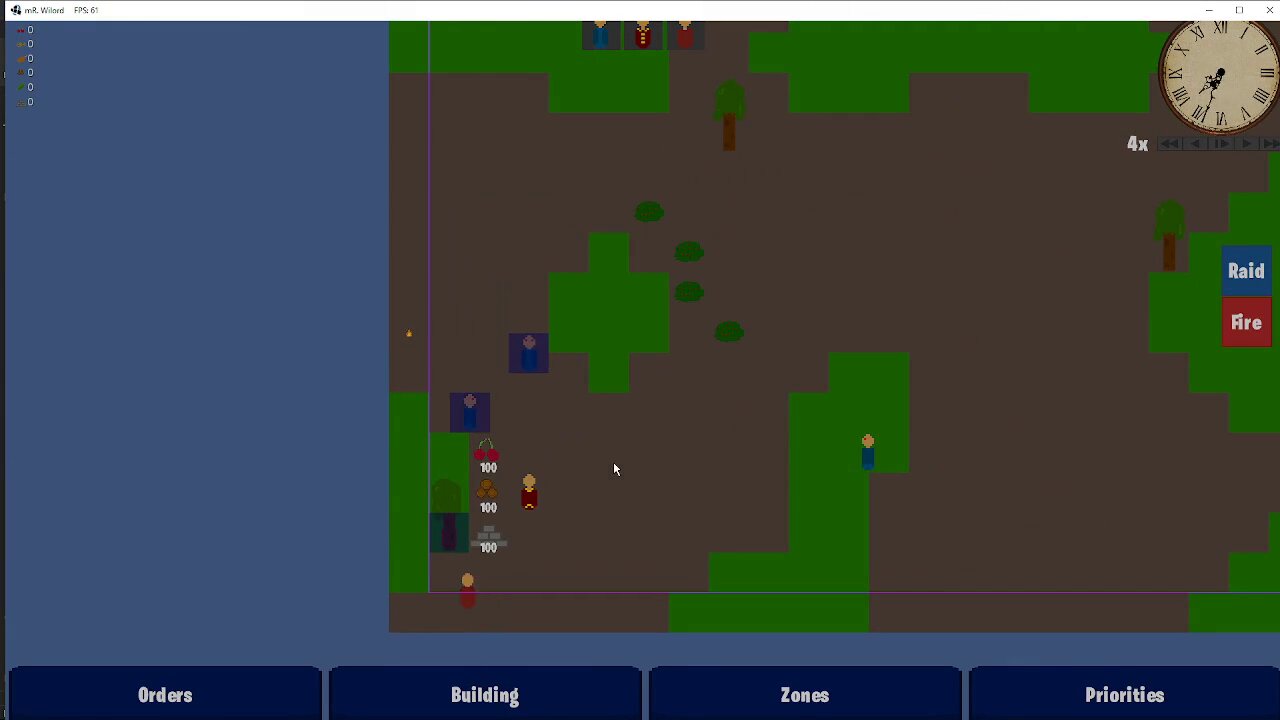 mR. Wilord FPS: 61
0
0
0
0
0
0
4x
Raid
Fire
100
100
100
Orders
Building
Zones
Priorities